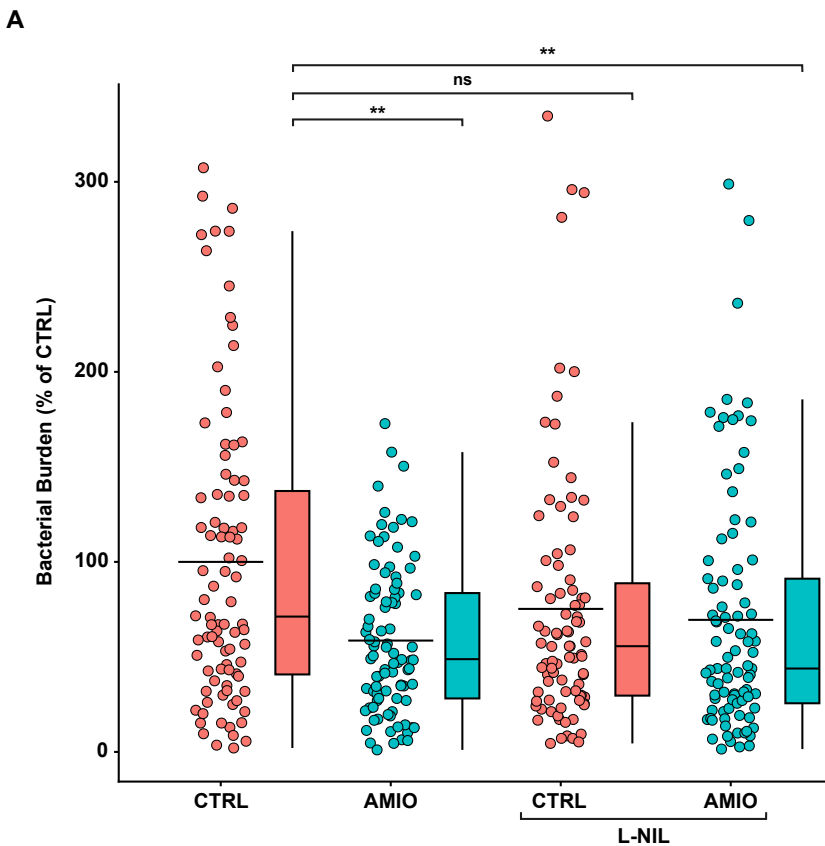 A
**
ns
**
300
200
100
0
Bacterial Burden (% of CTRL)
CTRL AMIO CTRL AMIO
L-NIL